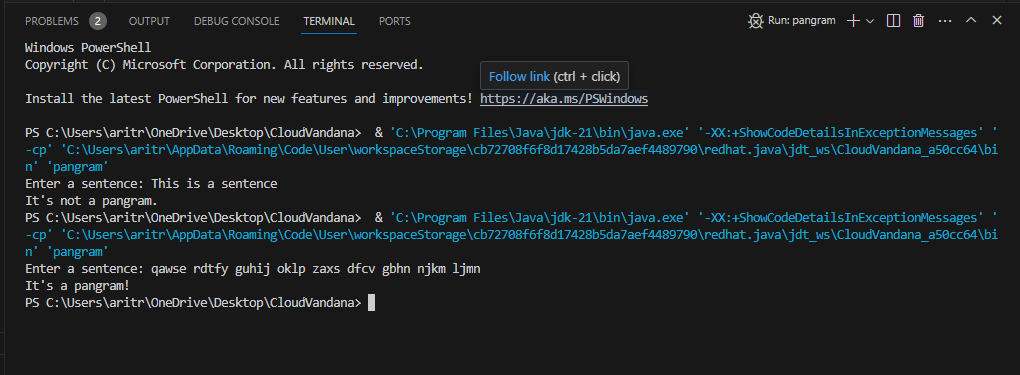 PROBLEMS 2 OUTPUT DEBUG CONSOLE TERMINAL PORTS Run: pangram
Windows PowerShell
Copyright (C) Microsoft Corporation. All rights reserved.
Follow link (ctrl + click)
Install the latest PowerShell for new features and improvements! https://aka.ms/PSWindows
PS C:\Users\aritr\OneDrive\Desktop\CloudVandana> & 'C:\Program Files\Java\jdk-21\bin\java.exe' '-XX:+ShowCodeDetailsInExceptionMessages' '
-cp' 'C:\Users\aritr\AppData\Roaming\Code\User\workspaceStorage\cb72708f6f8d17428b5da7aef4489790\redhat.java\jdt_ws\CloudVandana_a50cc64\bi
n' 'pangram'
Enter a sentence: This is a sentence
It's not a pangram.
PS C:\Users\aritr\OneDrive\Desktop\CloudVandana> & 'C:\Program Files\Java\jdk-21\bin\java.exe' '-XX:+ShowCodeDetailsInExceptionMessages' '
-cp' 'C:\Users\aritr\AppData\Roaming\Code\User\workspaceStorage\cb72708f6f8d17428b5da7aef4489790\redhat.java\jdt_ws\CloudVandana_a50cc64\bi
n' 'pangram'
Enter a sentence: qawse rdtfy guhij oklp zaxs dfcv gbhn njkm ljmn
It's a pangram!
PS C:\Users\aritr\OneDrive\Desktop\CloudVandana>